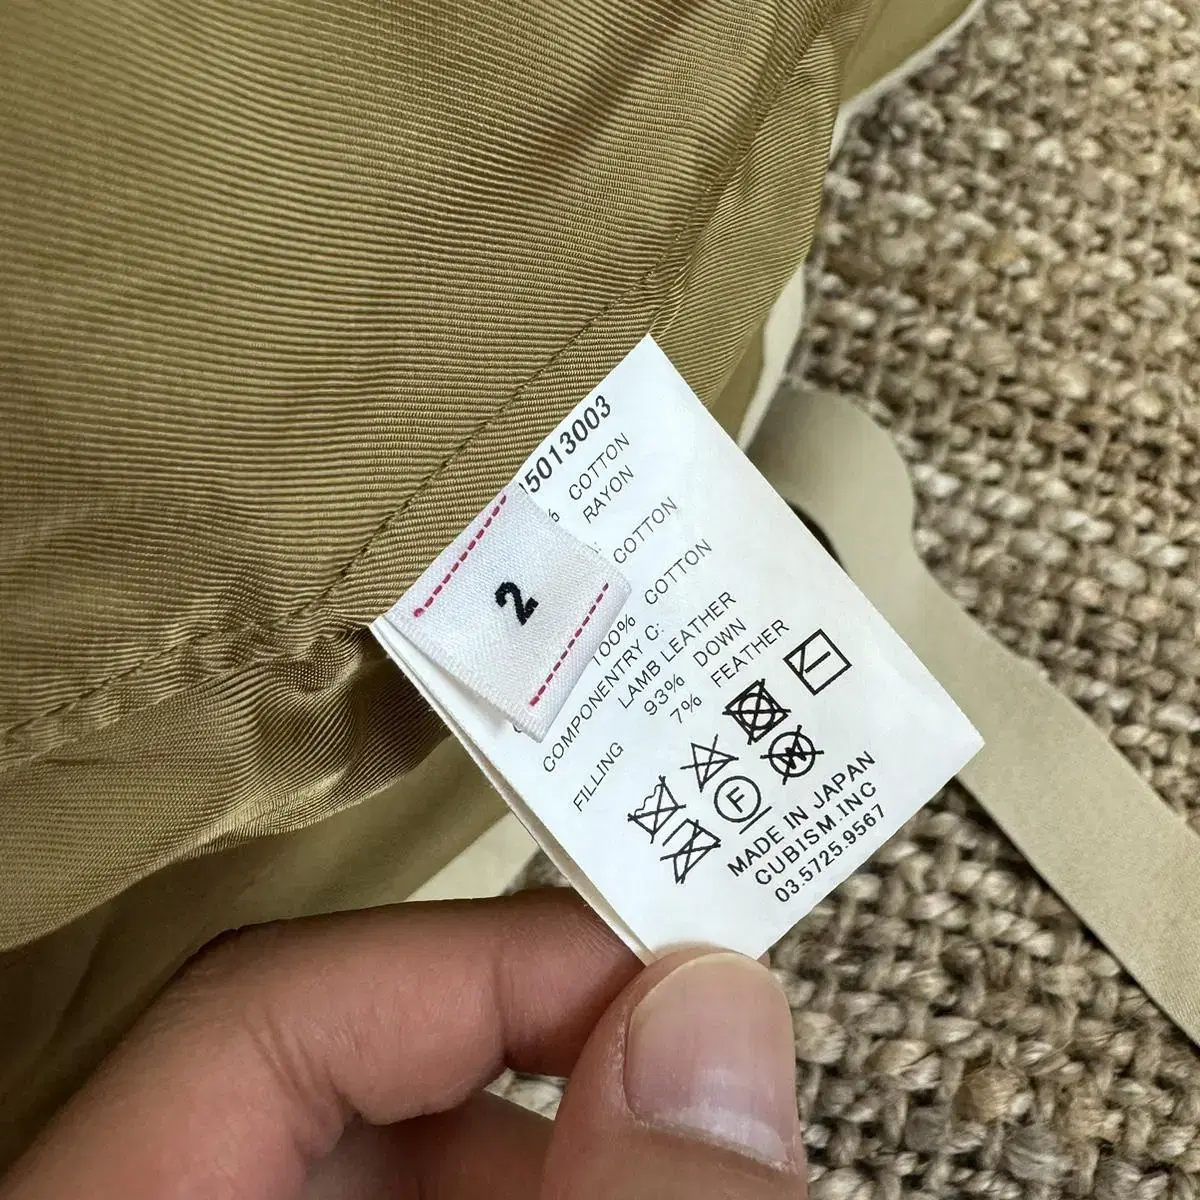 5013003
% COTTON
RAYON
COTTON
100% COTTON
COMPONENTRY C:
LAMB LEATHER
FILLING 93% DOWN
7% FEATHER
2
F
W
MADE IN JAPAN
CUBISM.INC
03.5725.9567